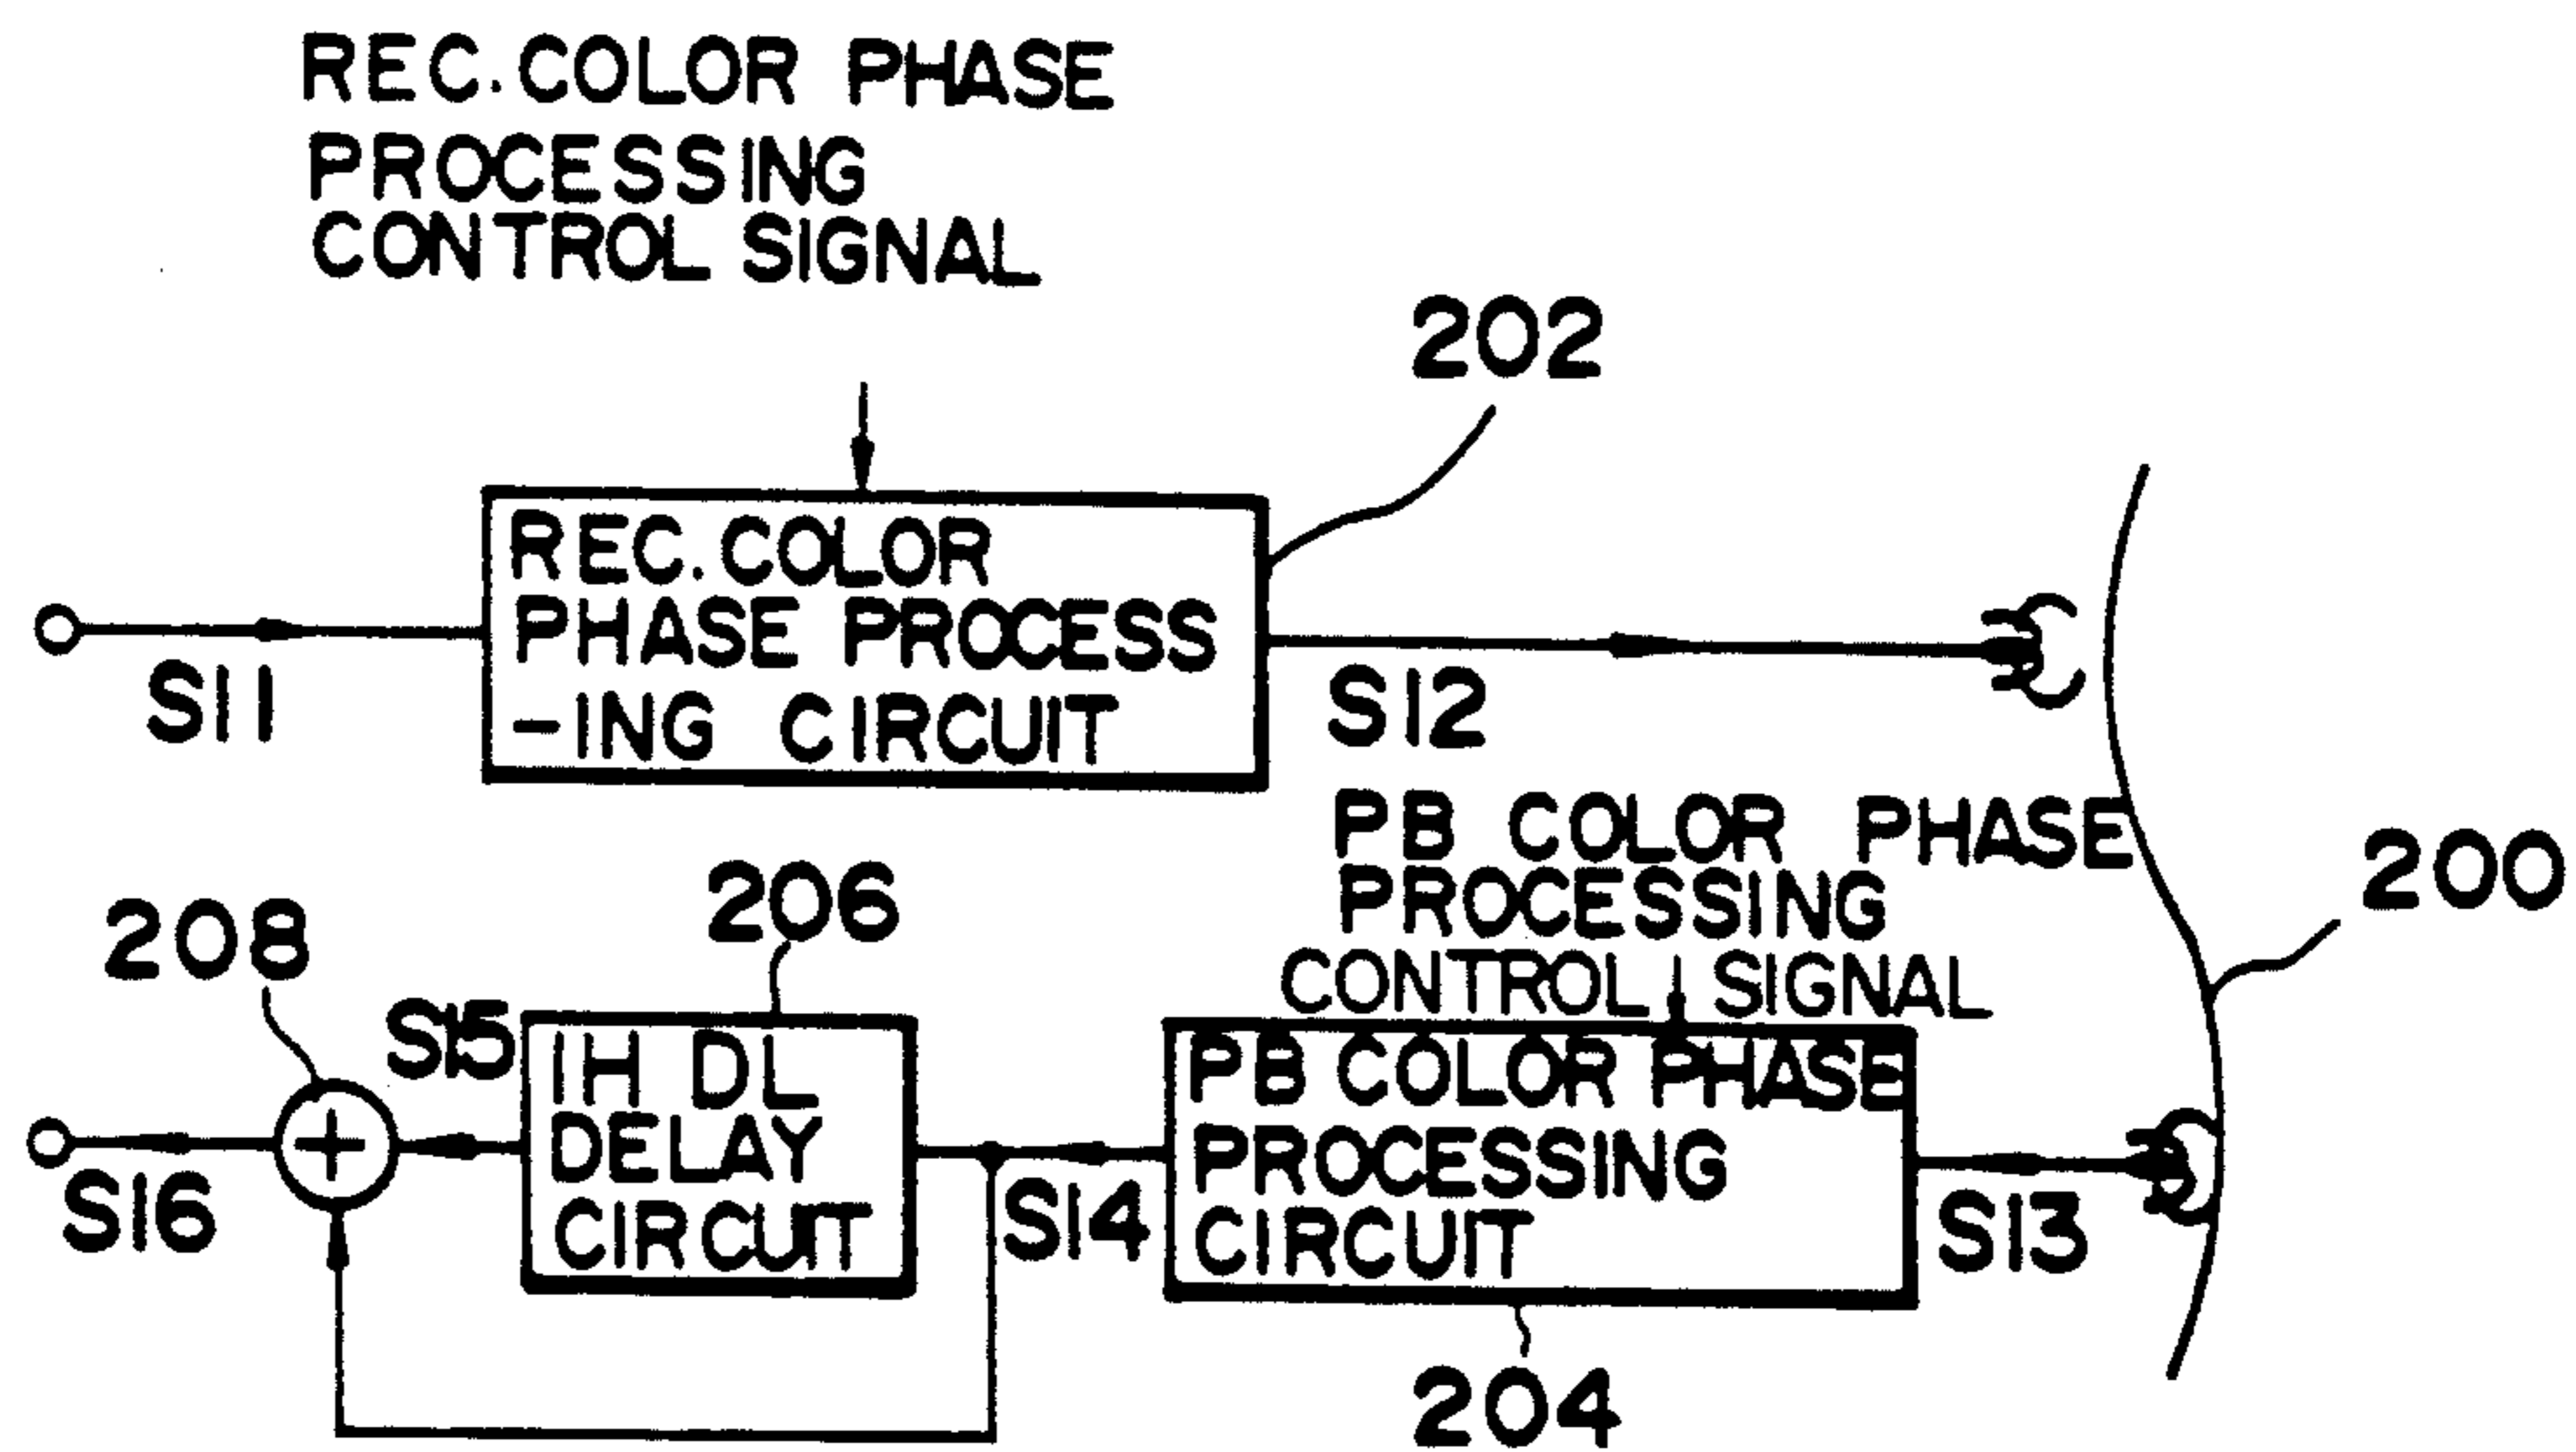 REC. COLOR PHASE
PROCESSING
CONTROL SIGNAL
202
REC. COLOR
PHASE PROCESS
-ING CIRCUIT
S11
S12
PB COLOR PHASE
PROCESSING
CONTROL SIGNAL
200
208
206
S15
1H DL
DELAY
CIRCUIT
PB COLOR PHASE
PROCESSING
CIRCUIT
+
S16
S14
S13
204